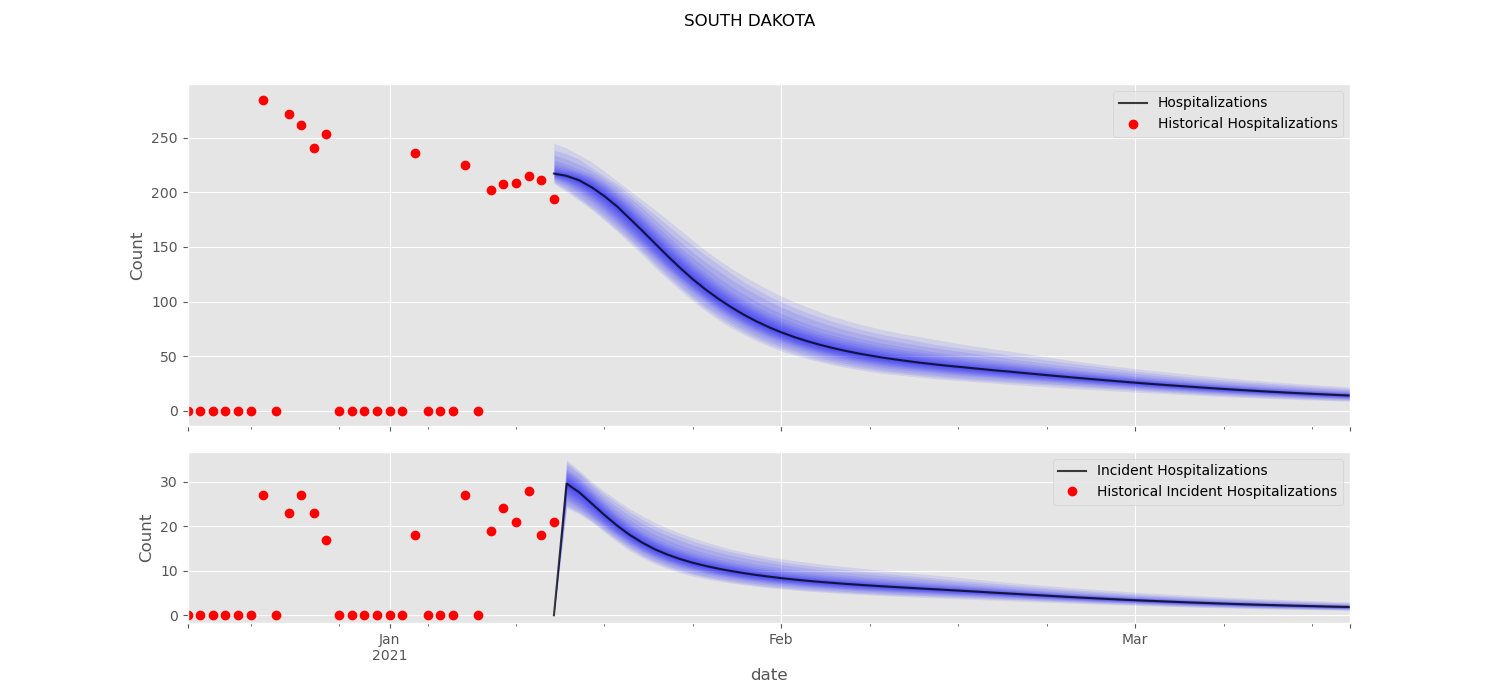 SOUTH DAKOTA
Hospitalizations
Historical Hospitalizations
Count
250
200
150
100
50
0
Incident Hospitalizations
Historical Incident Hospitalizations
Count
30
20
10
0
Jan
2021
Feb
Mar
date